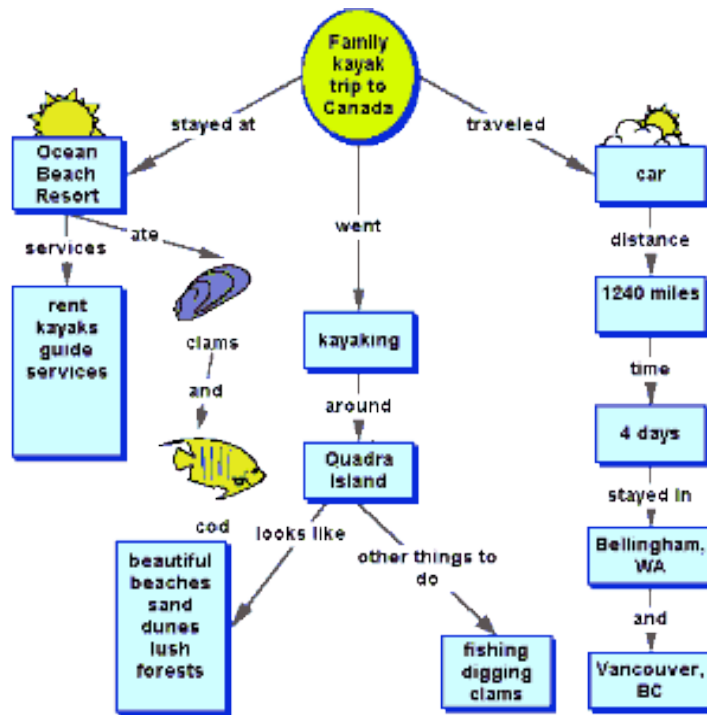 Family
kayak
trip to
Canada
stayed at
traveled
Ocean
Beach
Resort
car
services
ate
went
distance
rent
kayaks
guide
services
clams
and
cod
kayaking
around
Quadra
Island
looks like
beautiful
beaches
sand
dunes
lush
forests
other things to
do
fishing
digging
clams
1240 miles
time
4 days
stayed in
Bellingham,
WA
and
Vancouver,
BC